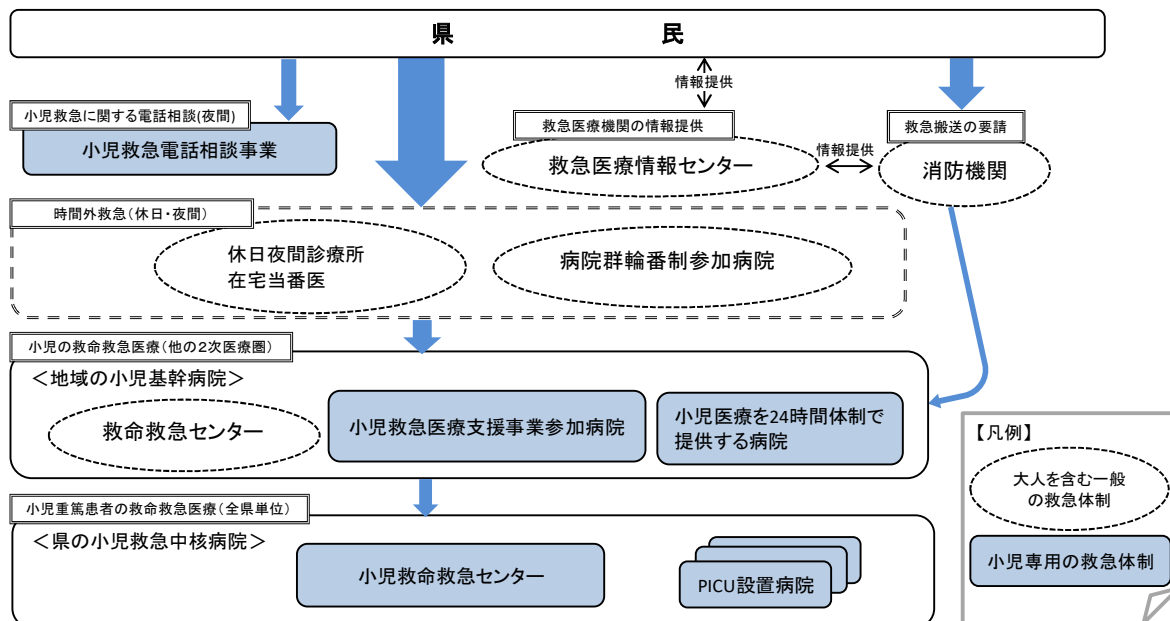 県　　　民
情報提供
小児救急に関する電話相談(夜間)
小児救急電話相談事業
救急医療機関の情報提供
救急医療情報センター
情報提供
救急搬送の要請
消防機関
時間外救急（休日・夜間）
休日夜間診療所
在宅当番医
病院群輪番制参加病院
小児の救命救急医療（他の２次医療圏）
＜地域の小児基幹病院＞
救命救急センター
小児救急医療支援事業参加病院
小児医療を24時間体制で
提供する病院
小児重篤患者の救命救急医療（全県単位）
＜県の小児救急中核病院＞
小児救命救急センター
PICU設置病院
【凡例】
大人を含む一般
の救急体制
小児専用の救急体制